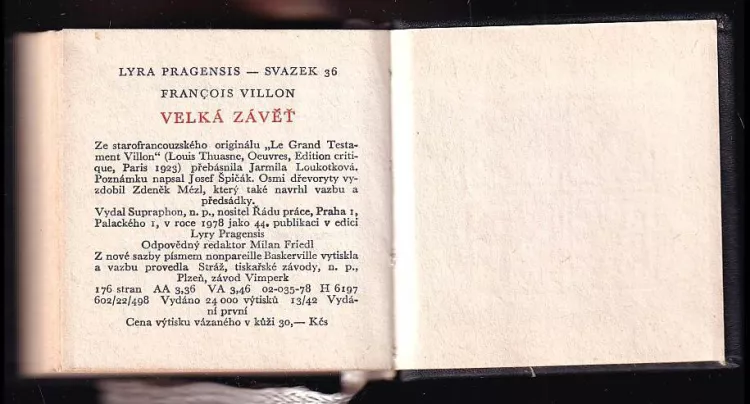 LYRA PRAGENSIS — SVAZEK 36
FRANÇOIS VILLON
VELKÁ ZÁVĚŤ
Ze starofrancouzského originálu „Le Grand Testa-
ment Villon“ (Louis Thuasne, Oeuvres, Edition criti-
que, Paris 1923) přebásnila Jarmila Loukotková.
Poznámku napsal Josef Špičák. Osmi dřevoryty vy-
zdobil Zdeněk Mézl, který také navrhl vazbu a
předsádky.
Vydal Supraphon, n. p., nositel Řádu práce, Praha 1,
Palackého 1, v roce 1978 jako 44. publikaci v edici
Lyry Pragensis
Odpovědný redaktor Milan Friedl
Z nové sazby písmem nonpareille Baskerville vytiskla
a vazbu provedla Stráž, tiskařské závody, n. p.,
Plzeň, závod Vimperk
176 stran AA 3,36 VA 3,46 02-035-78 H 6197
602/22/498 Vydáno 24 000 výtisků 13/42 Vydá-
ní první
Cena výtisku vázaného v kůži 30,— Kčs